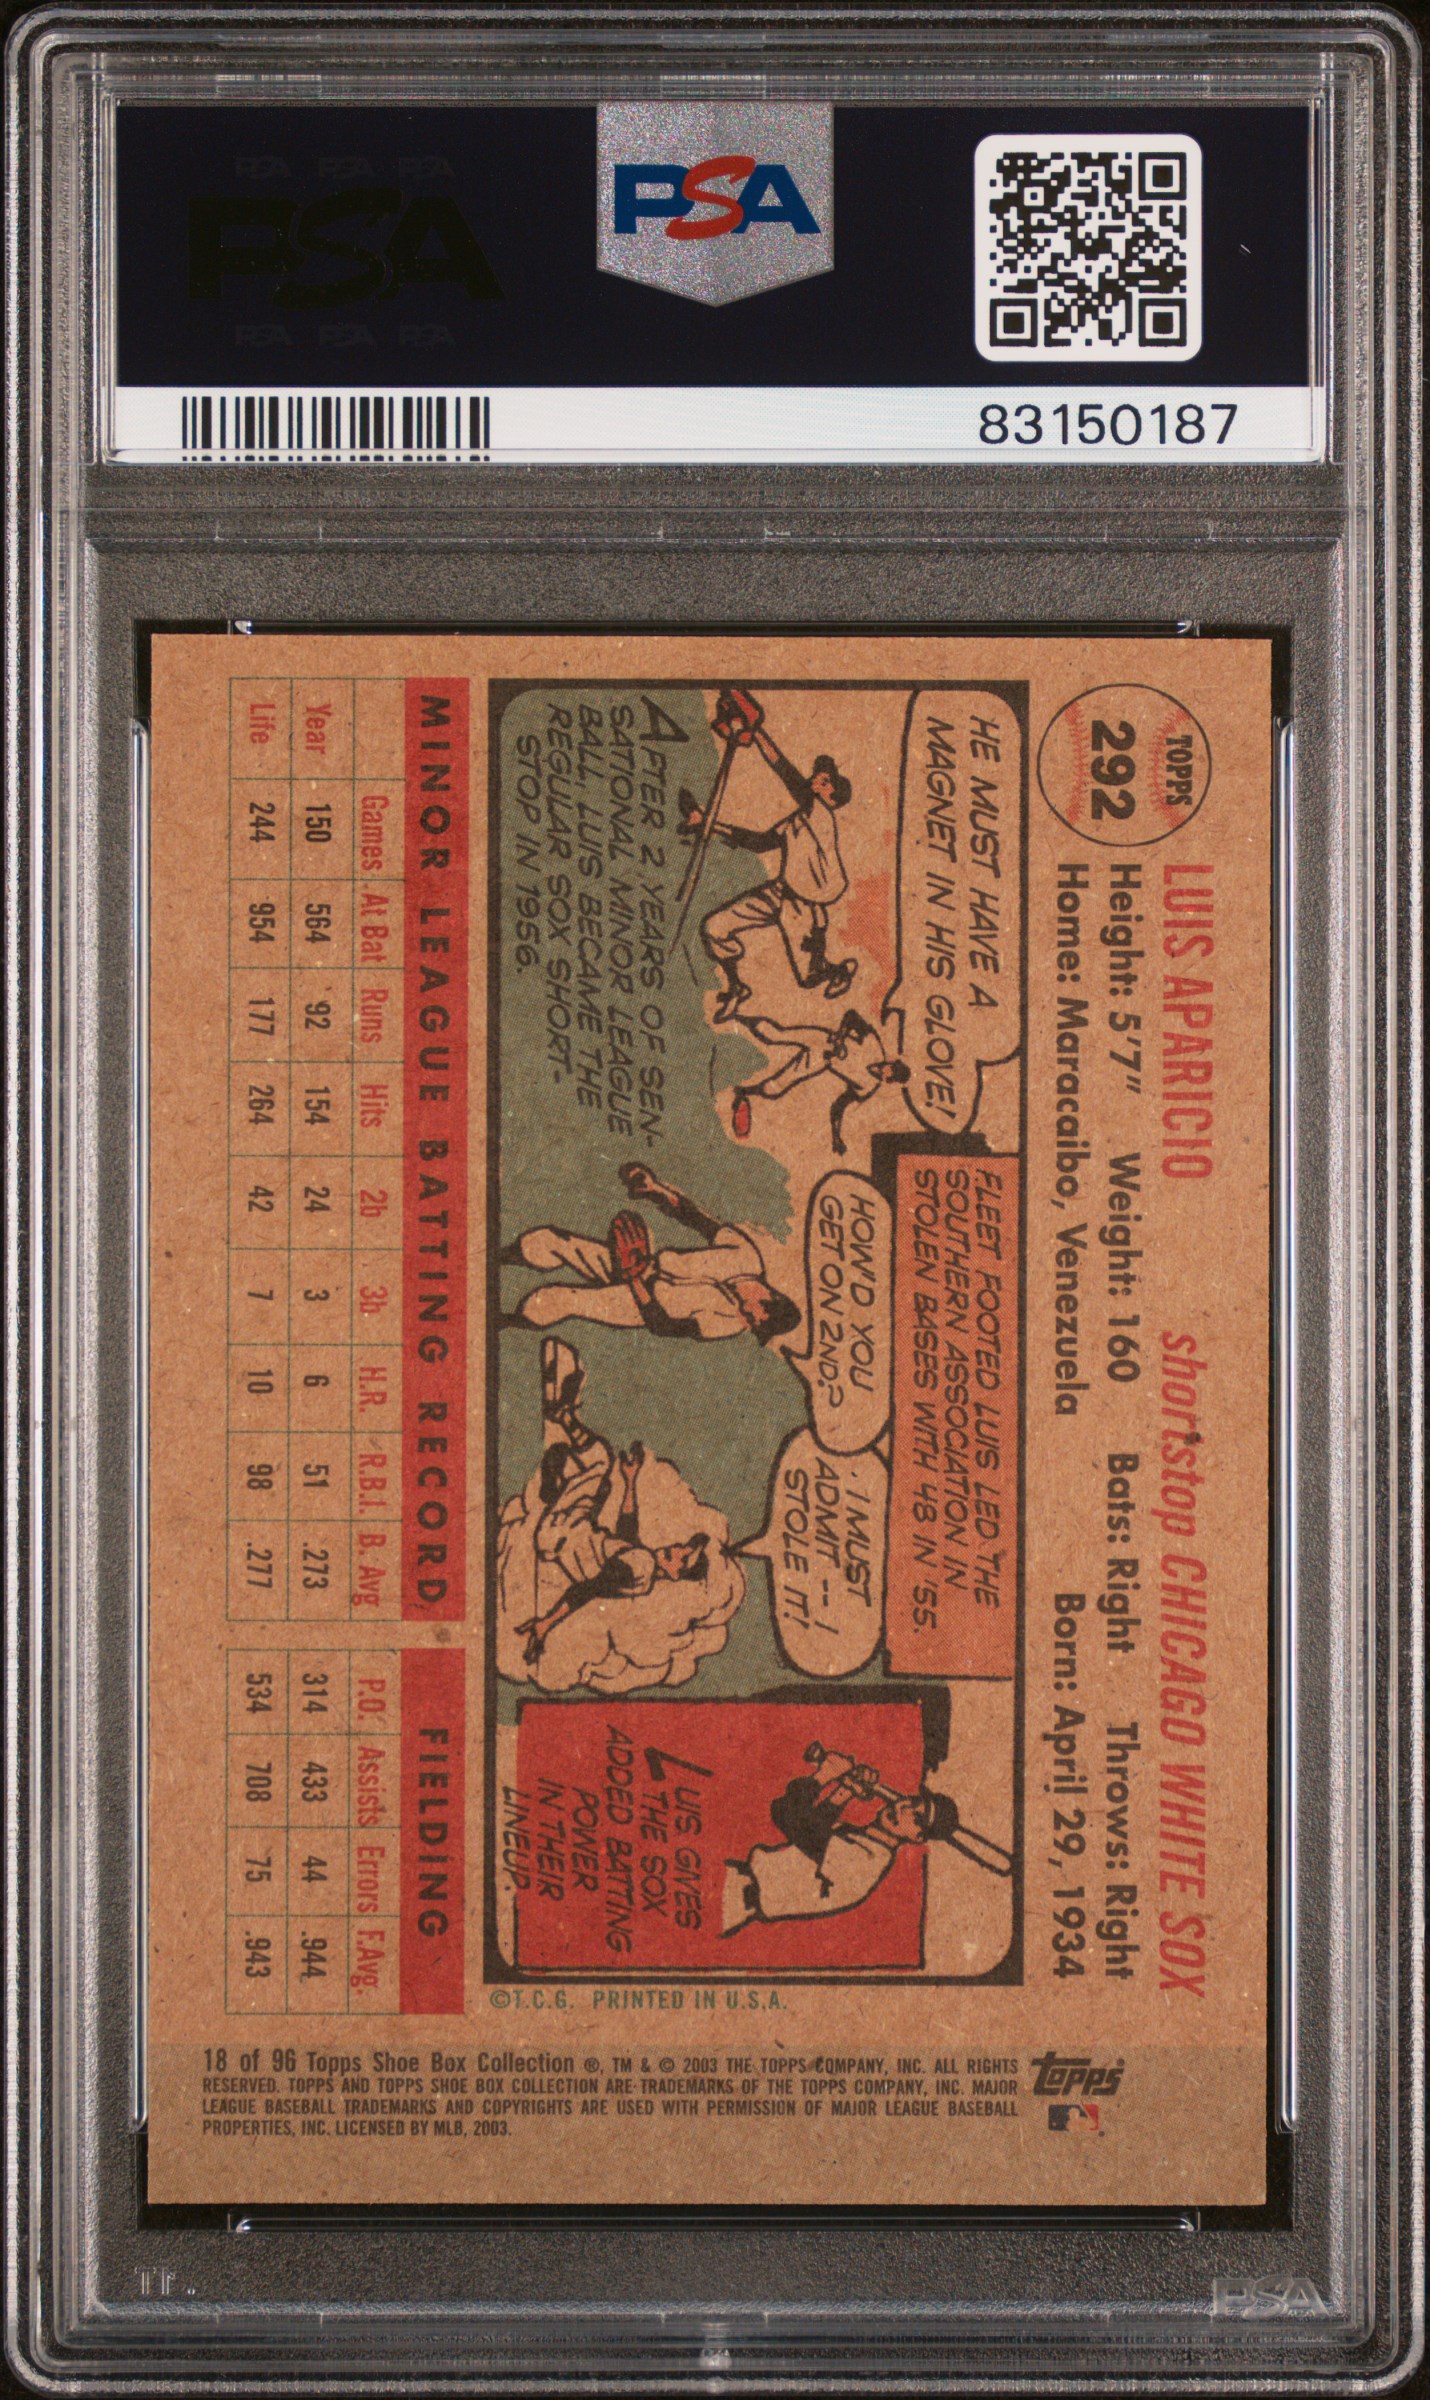 PSA PSA PSA
PSA
PSA PSA PSA
PSA
83150187
TOPPS
292
LUIS APARICIO shortstop CHICAGO WHITE SOX
Height: 5'7" Weight: 160 Bats: Right Throws: Right
Home: Maracaibo, Venezuela Born: April 29, 1934
HE MUST HAVE A
MAGNET IN HIS GLOVE!
AFTER 2 YEARS OF SEN-
SATIONAL MINOR LEAGUE
BALL, LUIS BECAME THE
REGULAR SOX SHORT-
STOP IN 1956.
FLEET FOOTED LUIS LED THE
SOUTHERN ASSOCIATION IN
STOLEN BASES WITH 48 IN '55.
HOW'D YOU
GET ON 2ND?
I MUST
ADMIT -- I
STOLE IT!
LUIS GIVES
THE SOX
ADDED BATTING
POWER
IN THEIR
LINEUP.
©T.C.G. PRINTED IN U.S.A.
MINOR LEAGUE BATTING RECORD FIELDING
Games At Bat Runs Hits 2b 3b H.R. R.B.I. B. Avg P.O. Assists Errors F.Avg.
Year 150 564 92 154 24 3 6 51 .273 314 433 44 .944
Life 244 954 177 264 42 7 10 98 .277 534 708 75 .943
topps
18 of 96 Topps Shoe Box Collection ®, TM & © 2003 THE TOPPS COMPANY, INC. ALL RIGHTS
RESERVED. TOPPS AND TOPPS SHOE BOX COLLECTION ARE TRADEMARKS OF THE TOPPS COMPANY, INC. MAJOR
LEAGUE BASEBALL TRADEMARKS AND COPYRIGHTS ARE USED WITH PERMISSION OF MAJOR LEAGUE BASEBALL
PROPERTIES, INC. LICENSED BY MLB, 2003.
PSA